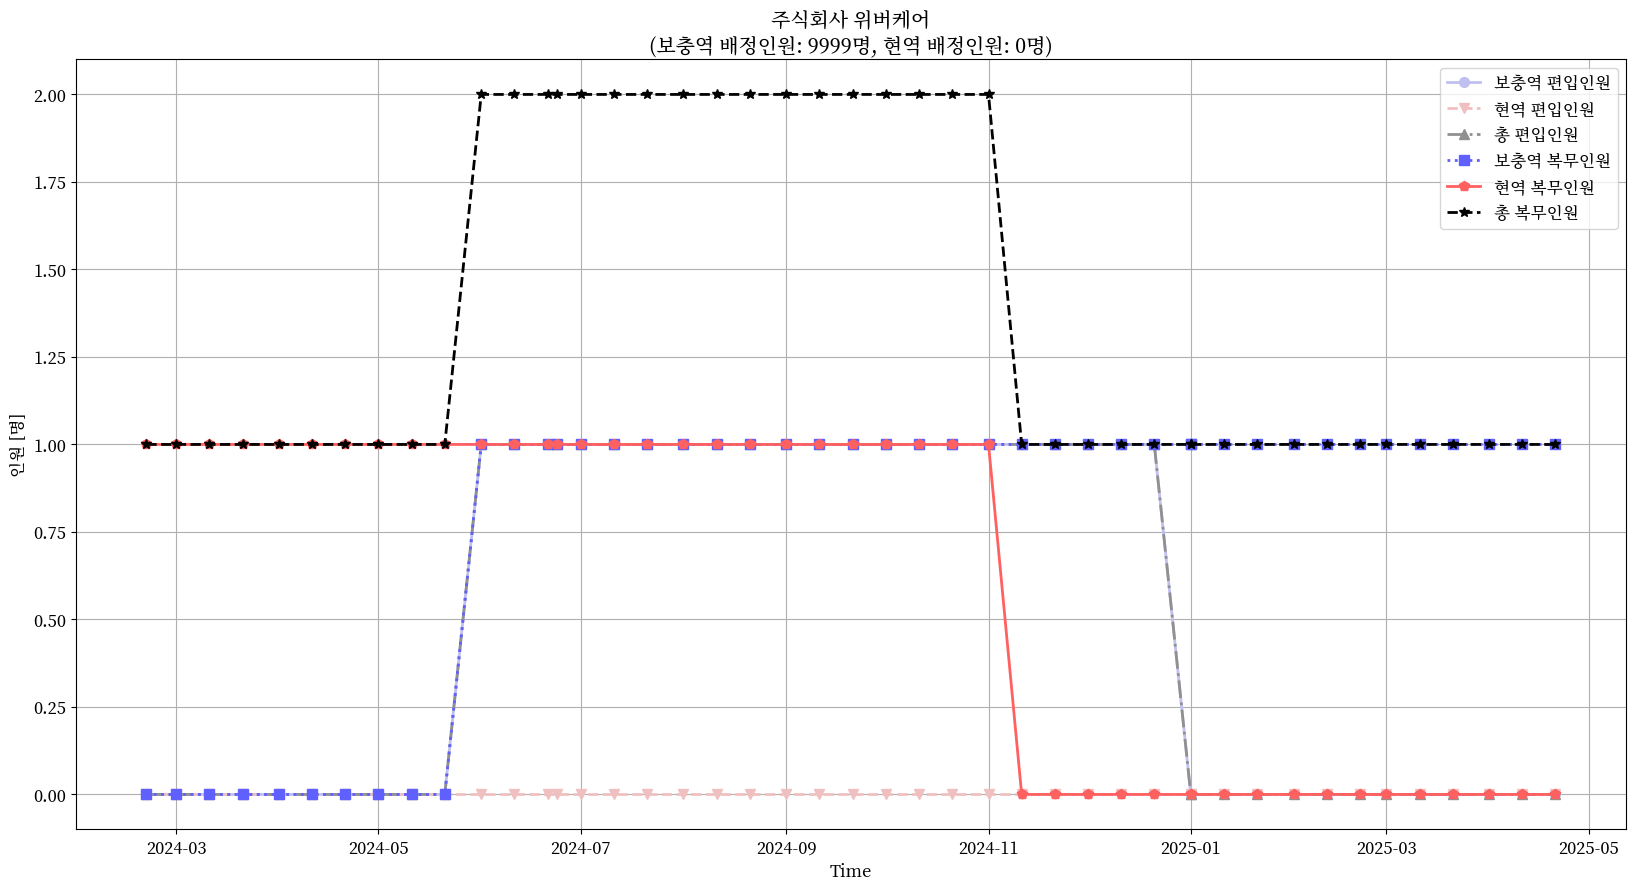 주식회사 위버케어
(보충역 배정인원: 9999명, 현역 배정인원: 0명)
보충역 편입인원
현역 편입인원
총 편입인원
보충역 복무인원
현역 복무인원
총 복무인원
인원 [명]
2.00
1.75
1.50
1.25
1.00
0.75
0.50
0.25
0.00
2024-03
2024-05
2024-07
2024-09
2024-11
2025-01
2025-03
2025-05
Time